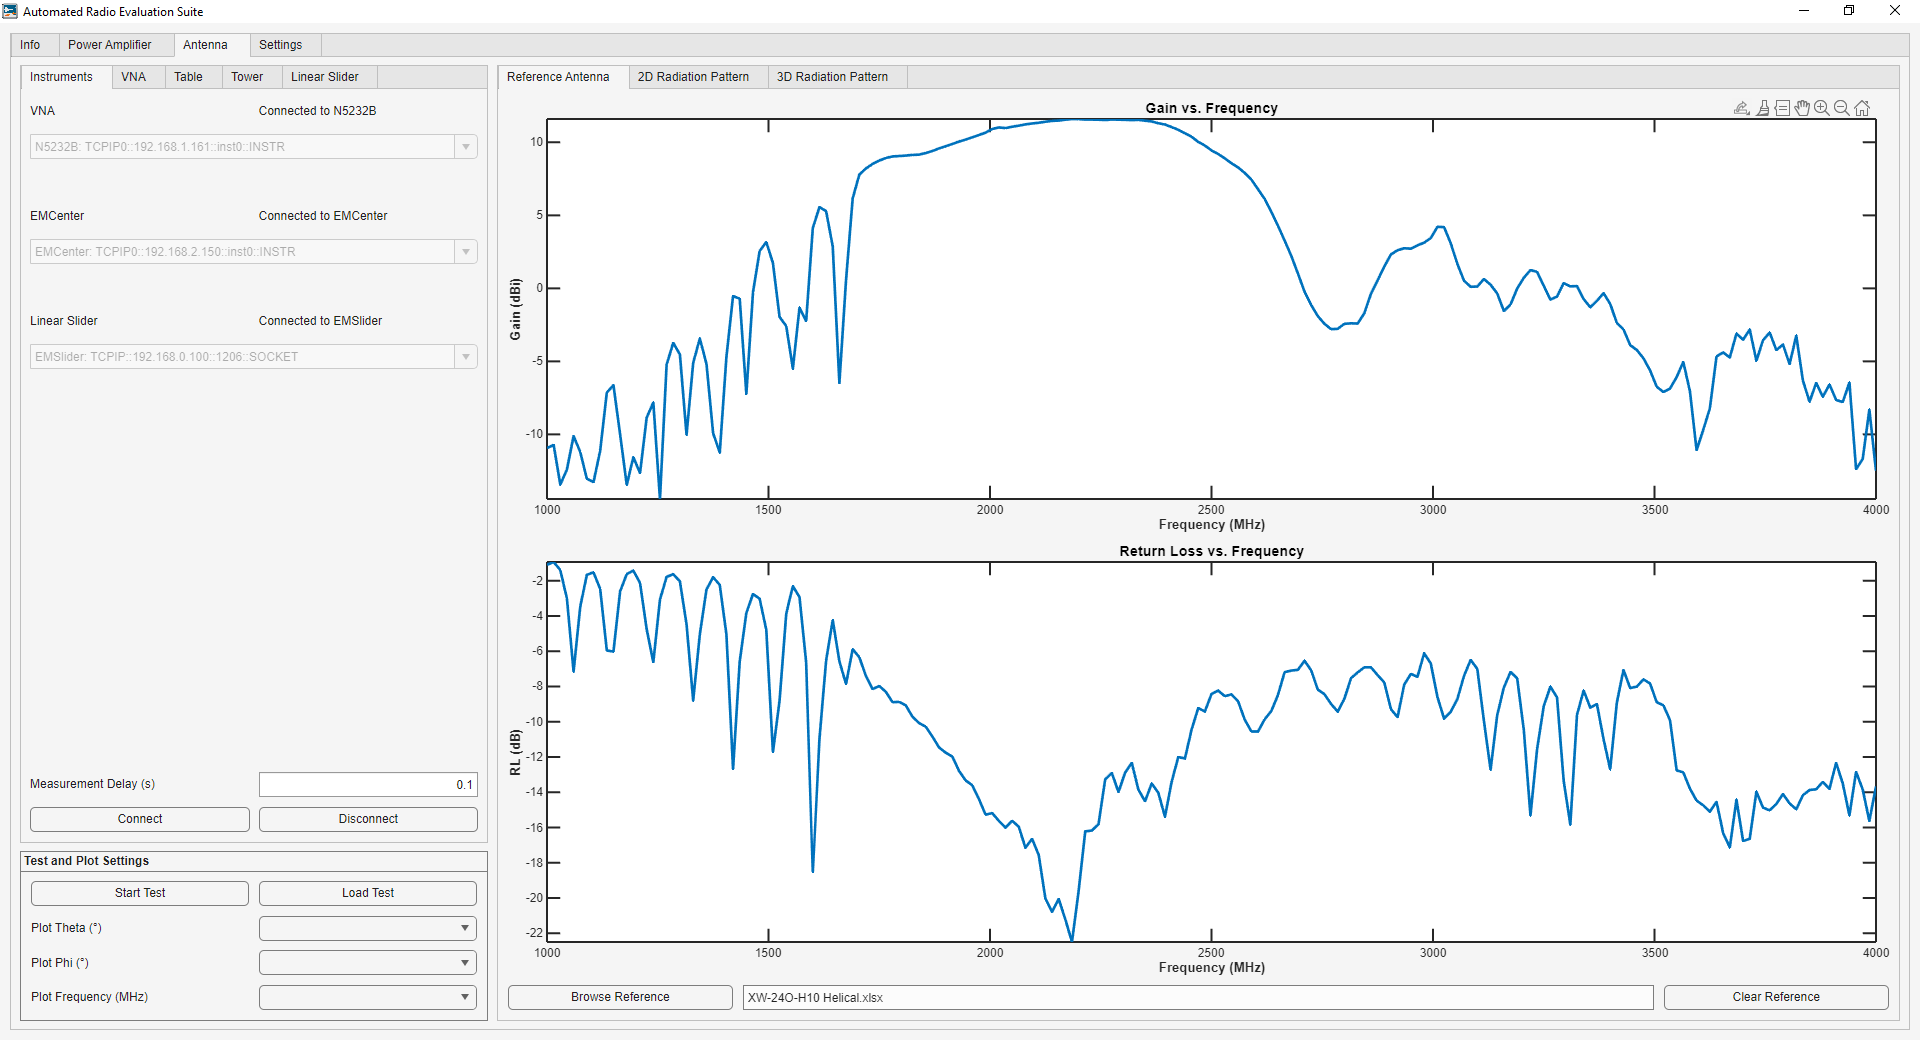 Automated Radio Evaluation Suite
Info Power Amplifier Antenna Settings
Instruments VNA Table Tower Linear Slider
VNA Connected to N5232B
N5232B: TCPIP0::192.168.1.161::inst0::INSTR
EMCenter Connected to EMCenter
EMCenter: TCPIP0::192.168.2.150::inst0::INSTR
Linear Slider Connected to EMSlider
EMSlider: TCPIP::192.168.0.100::1206::SOCKET
Measurement Delay (s) 0.1
Connect Disconnect
Test and Plot Settings
Start Test Load Test
Plot Theta (°)
Plot Phi (°)
Plot Frequency (MHz)
Reference Antenna 2D Radiation Pattern 3D Radiation Pattern
Gain vs. Frequency
Gain (dBi)
10
5
0
-5
-10
1000 1500 2000 2500 3000 3500 4000
Frequency (MHz)
Return Loss vs. Frequency
RL (dB)
-2
-4
-6
-8
-10
-12
-14
-16
-18
-20
-22
1000 1500 2000 2500 3000 3500 4000
Frequency (MHz)
Browse Reference XW-24O-H10 Helical.xlsx Clear Reference